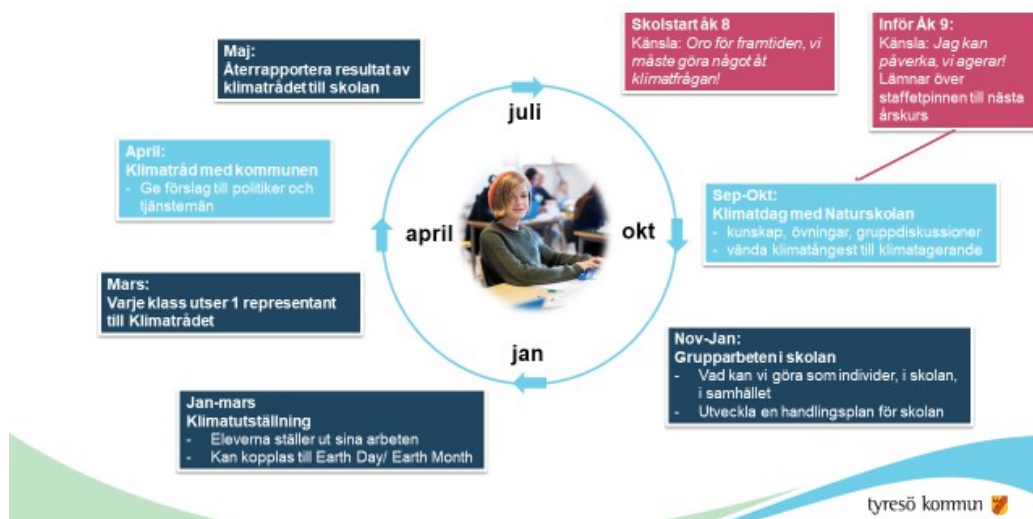 Skolstart åk 8
Känsla: Oro för framtiden, vi
måste göra något åt
klimatfrågan!
Inför Åk 9:
Känsla: Jag kan
påverka, vi agerar!
Lämnar över
staffetpinnen till nästa
årskurs
Sep-Okt:
Klimatdag med Naturskolan
- kunskap, övningar, gruppdiskussioner
- vända klimatångest till klimatagerande
Nov-Jan:
Grupparbeten i skolan
- Vad kan vi göra som individer, i skolan,
i samhället
- Utveckla en handlingsplan för skolan
Jan-mars
Klimatutställning
- Eleverna ställer ut sina arbeten
- Kan kopplas till Earth Day/ Earth Month
Mars:
Varje klass utser 1 representant
till Klimatrådet
April:
Klimatråd med kommunen
- Ge förslag till politiker och
tjänstemän
Maj:
Återrapportera resultat av
klimatrådet till skolan
juli
okt
jan
april
tyresö kommun